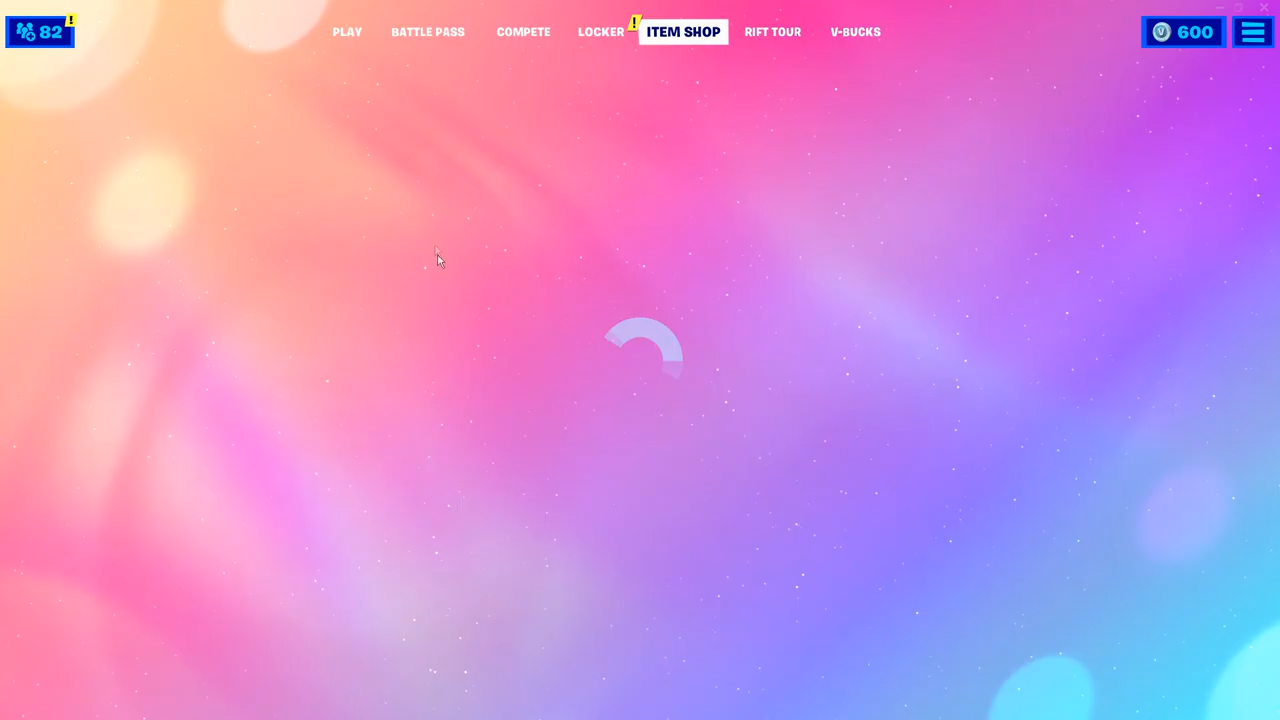 82
!
PLAY
BATTLE PASS
COMPETE
LOCKER
!
ITEM SHOP
RIFT TOUR
V-BUCKS
V
600